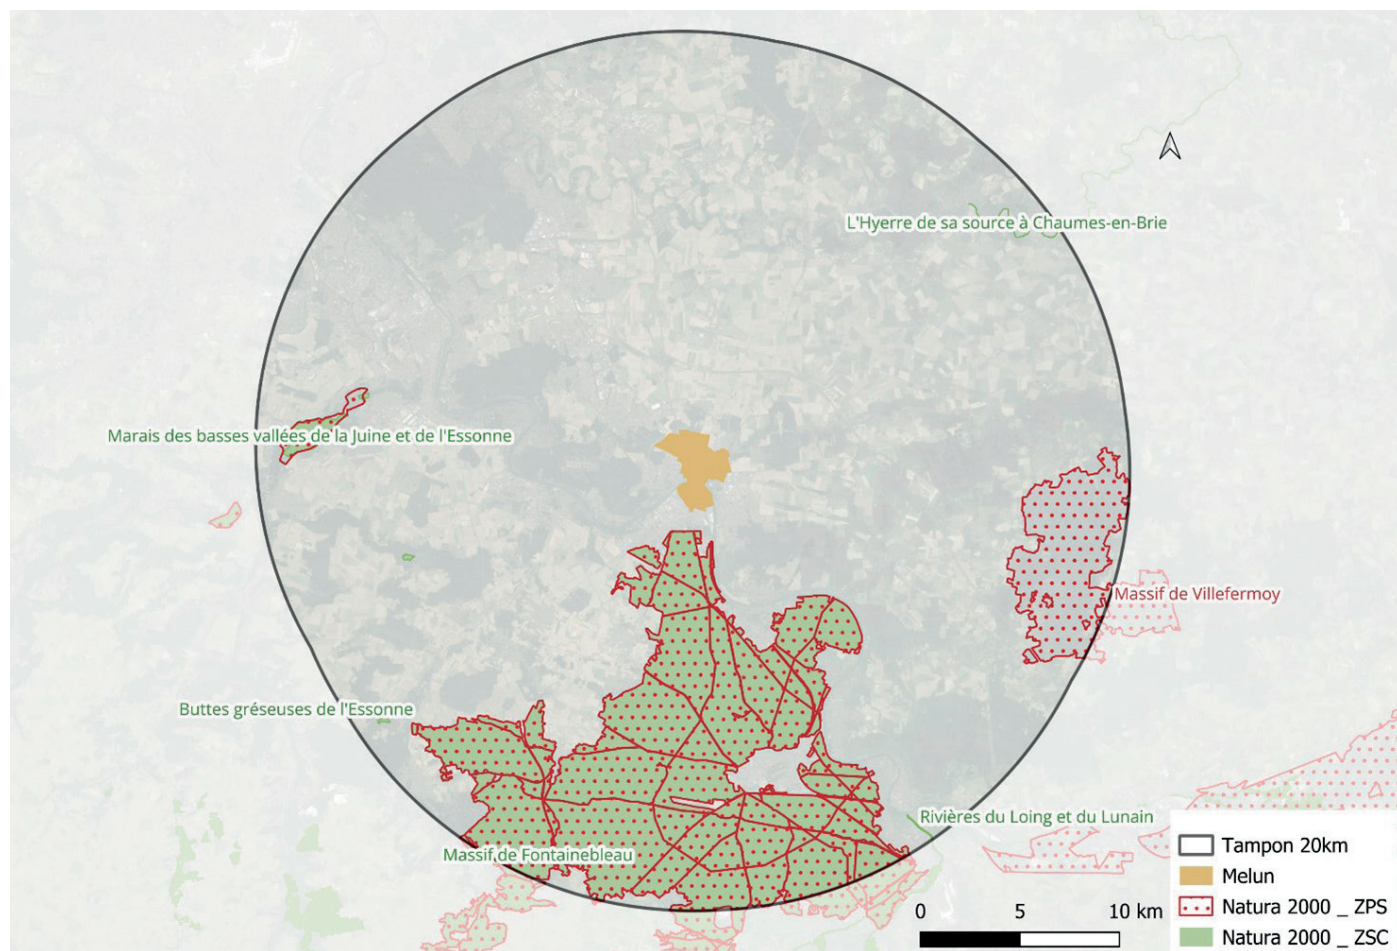 L'Hyerre de sa source à Chaumes-en-Brie
Marais des basses vallées de la Juine et de l'Essonne
Massif de Villefermoy
Buttes gréseuses de l'Essonne
Rivières du Loing et du Lunain
Massif de Fontainebleau
Tampon 20km
Melun
Natura 2000 _ ZPS
Natura 2000 _ ZSC
0 5 10 km